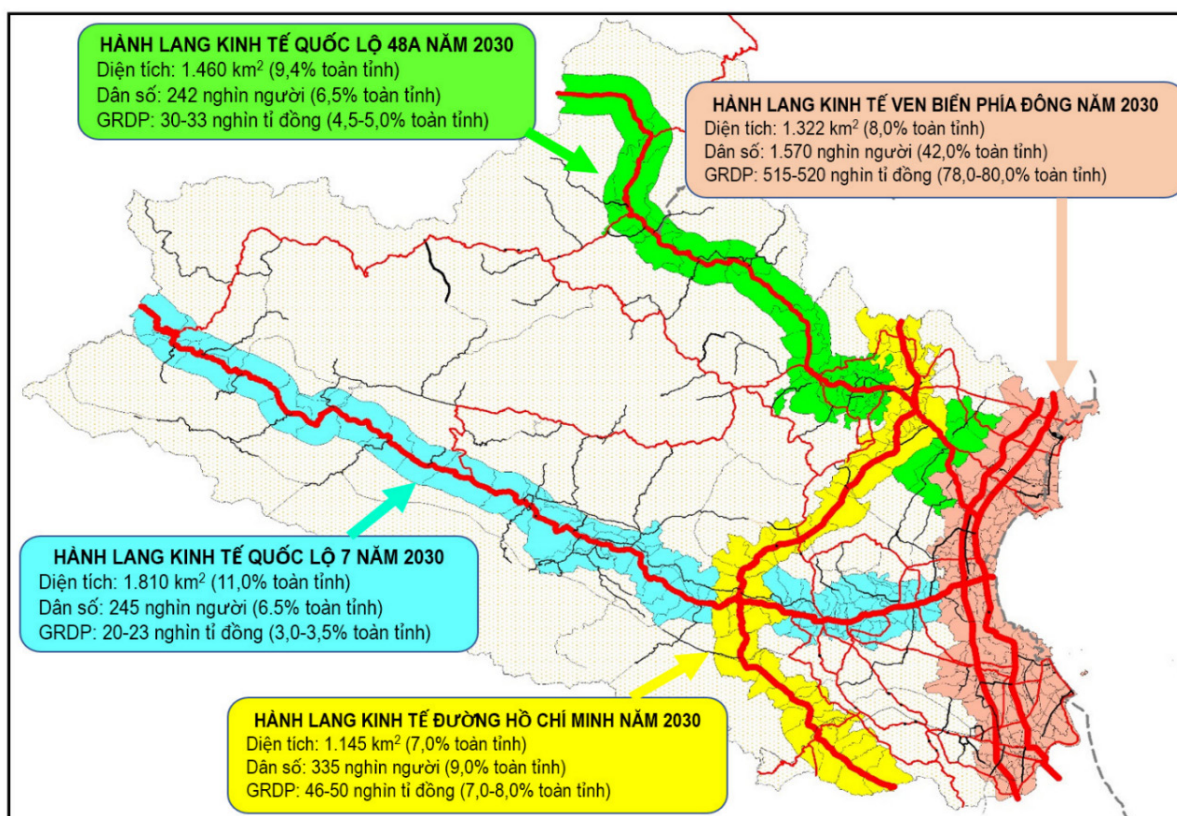 HÀNH LANG KINH TẾ QUỐC LỘ 48A NĂM 2030
Diện tích: 1.460 km² (9,4% toàn tỉnh)
Dân số: 242 nghìn người (6,5% toàn tỉnh)
GRDP: 30-33 nghìn tỉ đồng (4,5-5,0% toàn tỉnh)
HÀNH LANG KINH TẾ VEN BIỂN PHÍA ĐÔNG NĂM 2030
Diện tích: 1.322 km² (8,0% toàn tỉnh)
Dân số: 1.570 nghìn người (42,0% toàn tỉnh)
GRDP: 515-520 nghìn tỉ đồng (78,0-80,0% toàn tỉnh)
HÀNH LANG KINH TẾ QUỐC LỘ 7 NĂM 2030
Diện tích: 1.810 km² (11,0% toàn tỉnh)
Dân số: 245 nghìn người (6.5% toàn tỉnh)
GRDP: 20-23 nghìn tỉ đồng (3,0-3,5% toàn tỉnh)
HÀNH LANG KINH TẾ ĐƯỜNG HỒ CHÍ MINH NĂM 2030
Diện tích: 1.145 km² (7,0% toàn tỉnh)
Dân số: 335 nghìn người (9,0% toàn tỉnh)
GRDP: 46-50 nghìn tỉ đồng (7,0-8,0% toàn tỉnh)